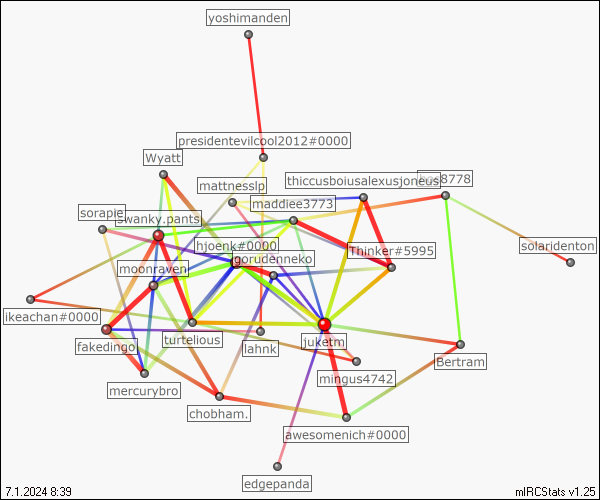 yoshimanden
presidentevilcool2012#0000
Wyatt
mattnesslp
thiccusboiusalexusjoneus
8778
maddiee3773
sorapie
swanky.pants
hjoenk#0000
Thinker#5995
solaridenton
gorudenneko
moonraven
ikeachan#0000
fakedingo
turtelious
lahnk
juketm
Bertram
mingus4742
mercurybro
chobham.
awesomenich#0000
edgepanda
7.1.2024 8:39
mIRCStats v1.25